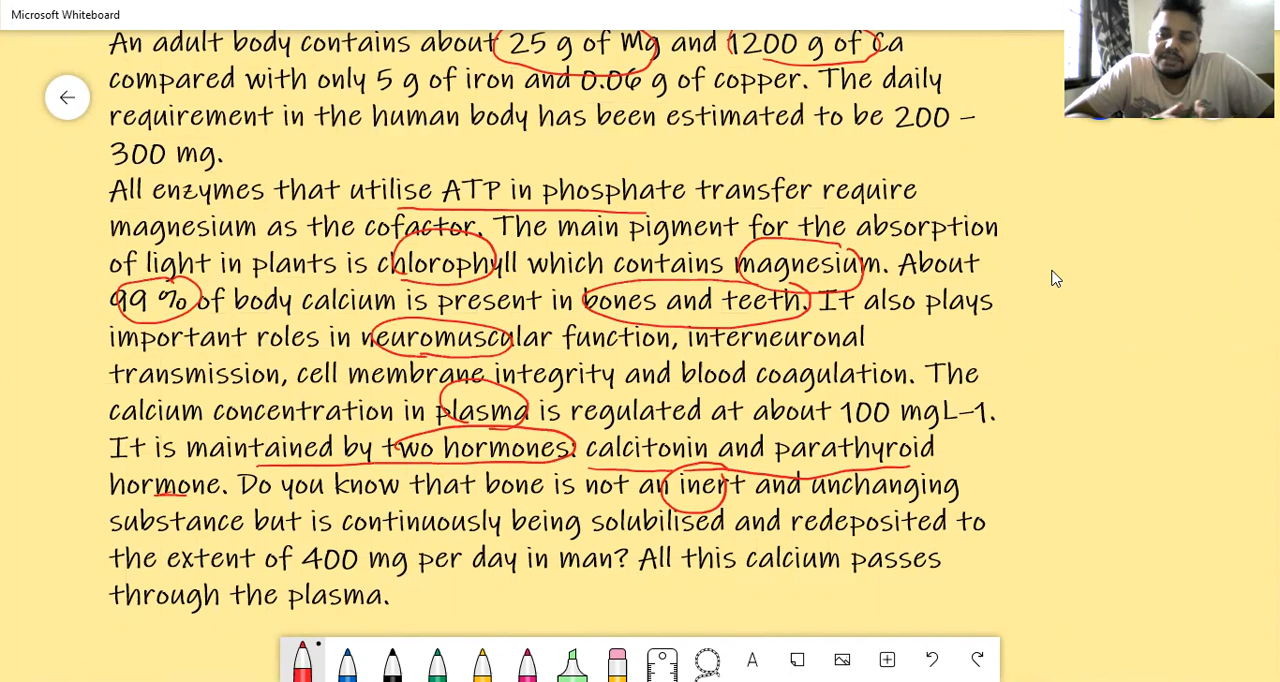 Microsoft Whiteboard
An adult body contains about 25 g of Mg and 1200 g of Ca
compared with only 5 g of iron and 0.06 g of copper. The daily
requirement in the human body has been estimated to be 200 –
300 mg.
All enzymes that utilise ATP in phosphate transfer require
magnesium as the cofactor. The main pigment for the absorption
of light in plants is chlorophyll which contains magnesium. About
99 % of body calcium is present in bones and teeth. It also plays
important roles in neuromuscular function, interneuronal
transmission, cell membrane integrity and blood coagulation. The
calcium concentration in plasma is regulated at about 100 mgL–1.
It is maintained by two hormones: calcitonin and parathyroid
hormone. Do you know that bone is not an inert and unchanging
substance but is continuously being solubilised and redeposited to
the extent of 400 mg per day in man? All this calcium passes
through the plasma.
A